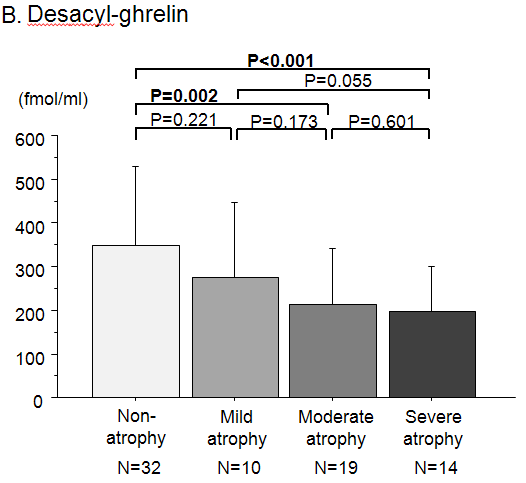 B. Desacyl-ghrelin
P<0.001
P=0.055
(fmol/ml)
P=0.002
P=0.221 P=0.173 P=0.601
600
500
400
300
200
100
0
Non-
atrophy
Mild
atrophy
Moderate
atrophy
Severe
atrophy
N=32 N=10 N=19 N=14